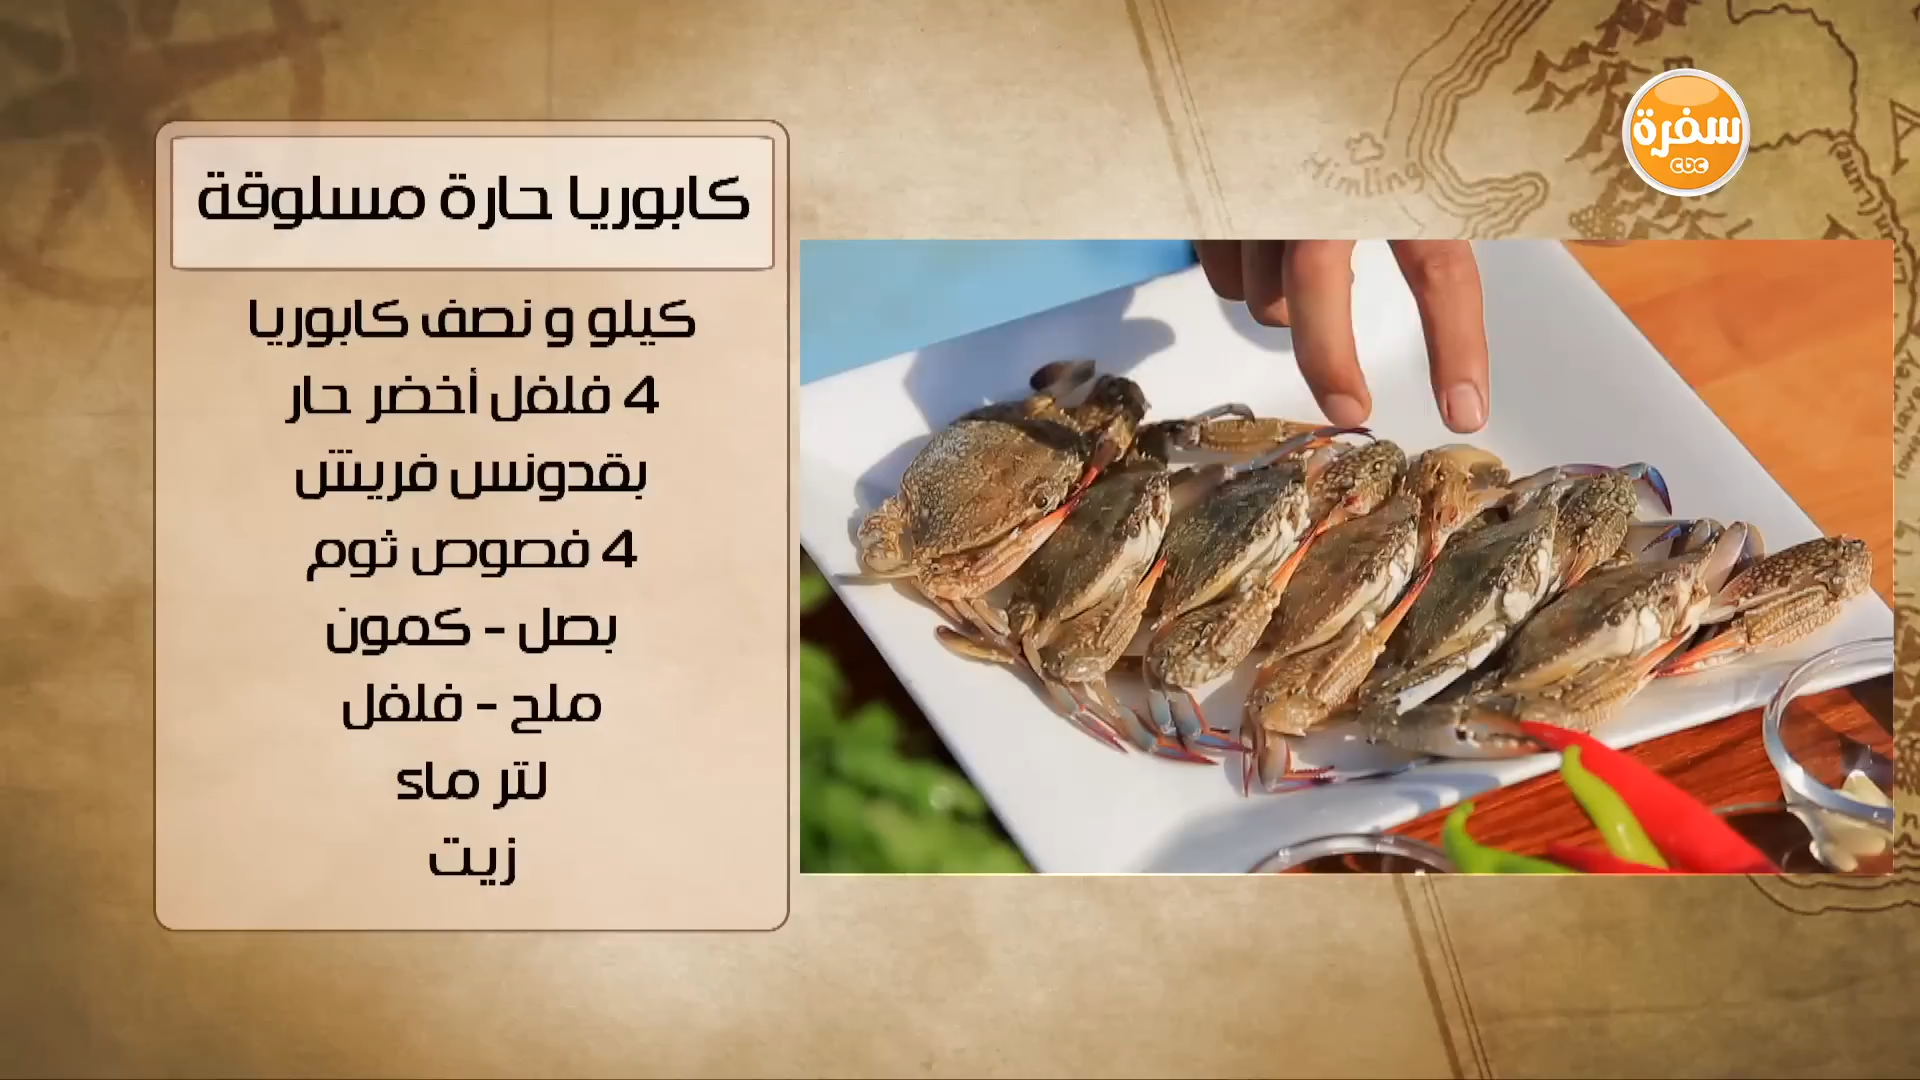 سفرة
cbc
كابوريا حارة مسلوقة
كيلو و نصف كابوريا
4 فلفل أخضر حار
بقدونس فريش
4 فصوص ثوم
بصل - كمون
ملح - فلفل
لتر ماء
زيت
Himling